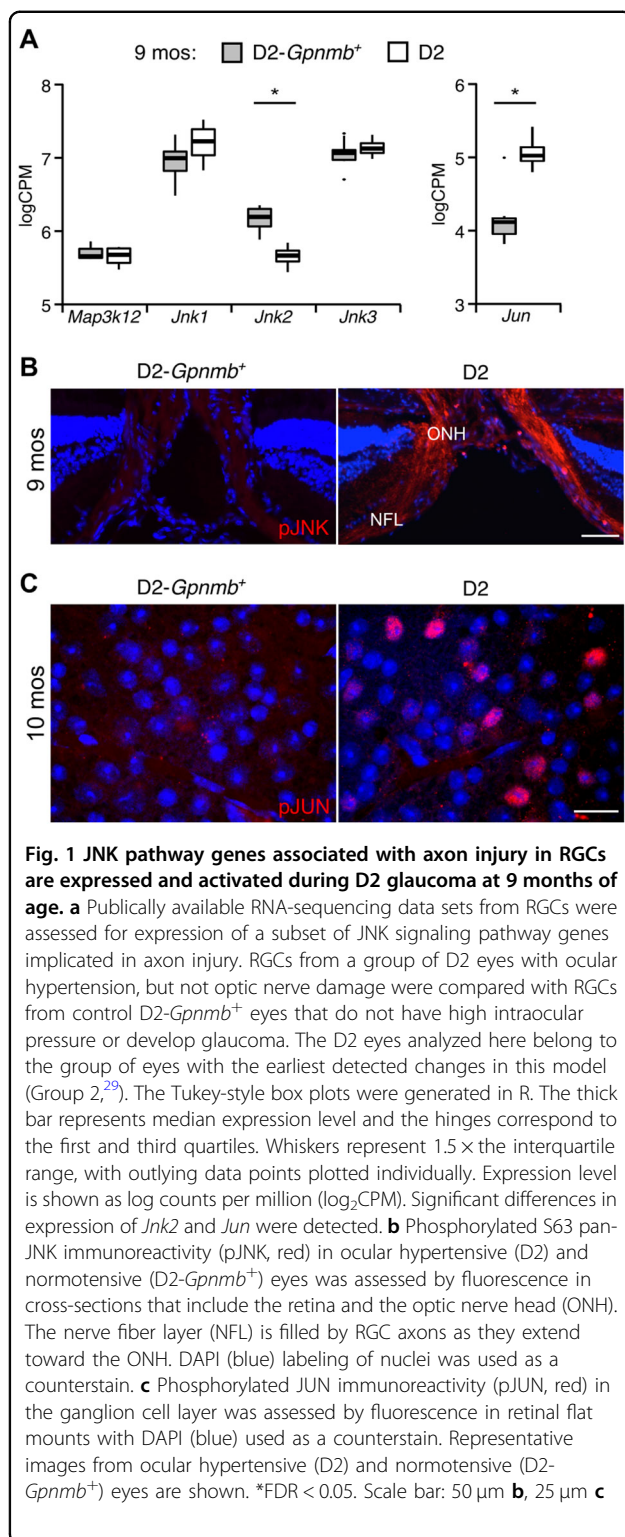 A
9 mos: D2-Gpnmb+ D2
8
7
6
5
logCPM
*
Map3k12 Jnk1 Jnk2 Jnk3
6
5
4
3
logCPM
*
Jun
B
D2-Gpnmb+ D2
9 mos
pJNK
ONH
NFL
C
D2-Gpnmb+ D2
10 mos
pJUN
Fig. 1 JNK pathway genes associated with axon injury in RGCs
are expressed and activated during D2 glaucoma at 9 months of
age. a Publically available RNA-sequencing data sets from RGCs were
assessed for expression of a subset of JNK signaling pathway genes
implicated in axon injury. RGCs from a group of D2 eyes with ocular
hypertension, but not optic nerve damage were compared with RGCs
from control D2-Gpnmb+ eyes that do not have high intraocular
pressure or develop glaucoma. The D2 eyes analyzed here belong to
the group of eyes with the earliest detected changes in this model
(Group 2,29). The Tukey-style box plots were generated in R. The thick
bar represents median expression level and the hinges correspond to
the first and third quartiles. Whiskers represent 1.5 × the interquartile
range, with outlying data points plotted individually. Expression level
is shown as log counts per million (log₂CPM). Significant differences in
expression of Jnk2 and Jun were detected. b Phosphorylated S63 pan-
JNK immunoreactivity (pJNK, red) in ocular hypertensive (D2) and
normotensive (D2-Gpnmb+) eyes was assessed by fluorescence in
cross-sections that include the retina and the optic nerve head (ONH).
The nerve fiber layer (NFL) is filled by RGC axons as they extend
toward the ONH. DAPI (blue) labeling of nuclei was used as a
counterstain. c Phosphorylated JUN immunoreactivity (pJUN, red) in
the ganglion cell layer was assessed by fluorescence in retinal flat
mounts with DAPI (blue) used as a counterstain. Representative
images from ocular hypertensive (D2) and normotensive (D2-
Gpnmb+) eyes are shown. *FDR < 0.05. Scale bar: 50 μm b, 25 μm c